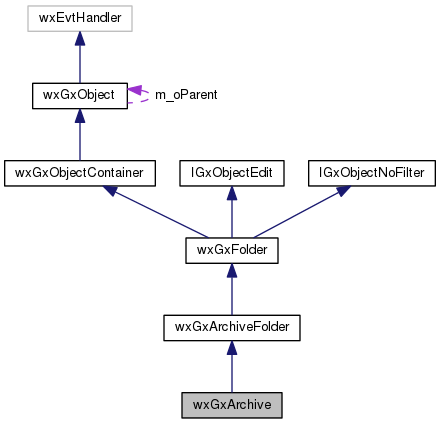 wxEvtHandler
wxGxObject
m_oParent
wxGxObjectContainer
IGxObjectEdit
IGxObjectNoFilter
wxGxFolder
wxGxArchiveFolder
wxGxArchive